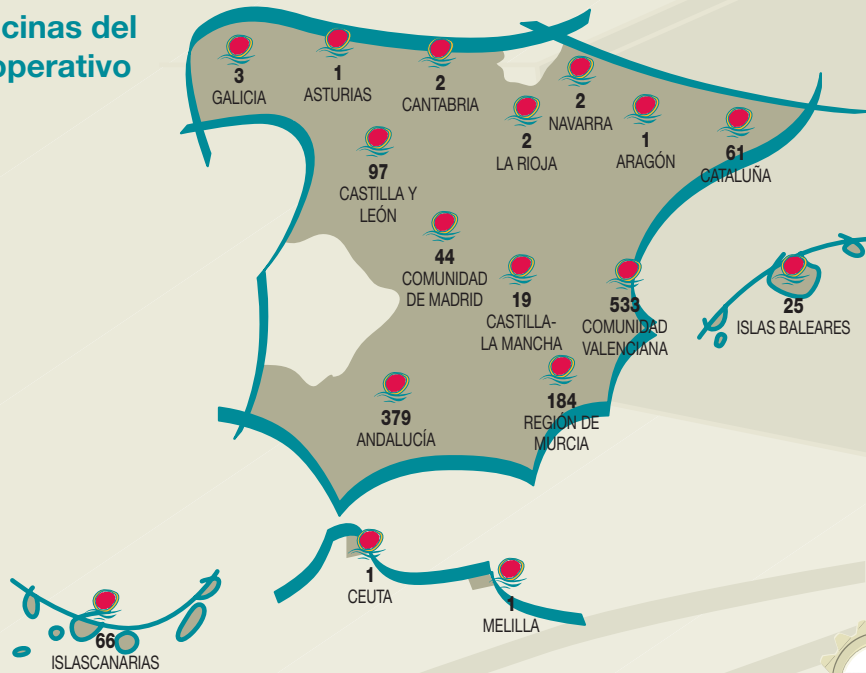 cinas del
operativo
3
GALICIA
1
ASTURIAS
2
CANTABRIA
2
NAVARRA
2
LA RIOJA
1
ARAGÓN
61
CATALUÑA
97
CASTILLA Y
LEÓN
44
COMUNIDAD
DE MADRID
19
CASTILLA-
LA MANCHA
533
COMUNIDAD
VALENCIANA
25
ISLAS BALEARES
379
ANDALUCÍA
184
REGIÓN DE
MURCIA
1
CEUTA
1
MELILLA
66
ISLASCANARIAS